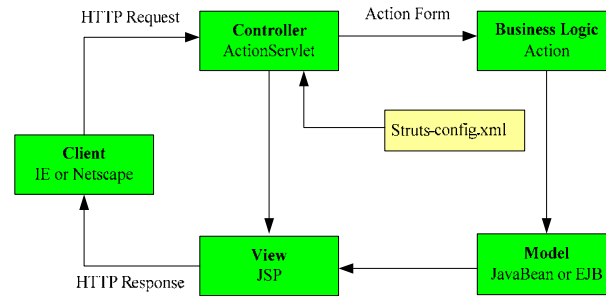 HTTP Request
Controller
ActionServlet
Action Form
Business Logic
Action
Struts-config.xml
Client
IE or Netscape
HTTP Response
View
JSP
Model
JavaBean or EJB